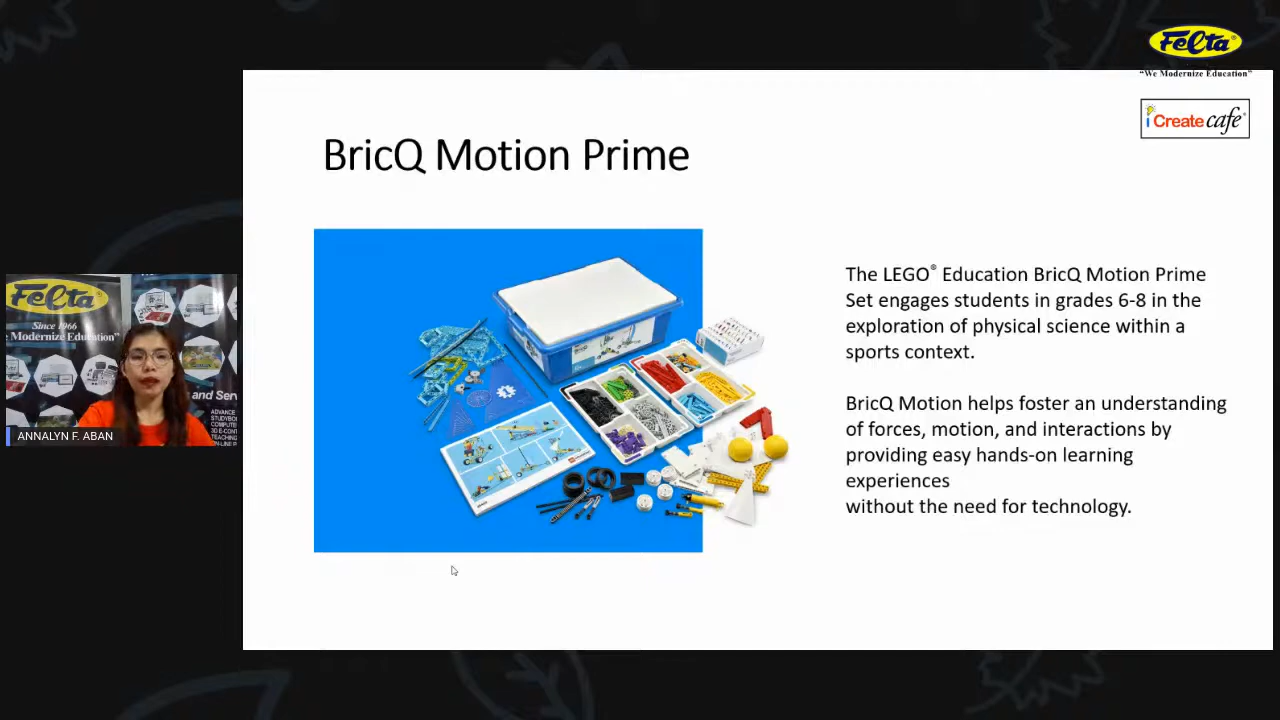 Felta
"We Modernize Education"
iCreate cafe
BricQ Motion Prime
The LEGO® Education BricQ Motion Prime
Set engages students in grades 6-8 in the
exploration of physical science within a
sports context.
BricQ Motion helps foster an understanding
of forces, motion, and interactions by
providing easy hands-on learning
experiences
without the need for technology.
Felta
Since 1966
Modernize Education"
and Serv
ADVANCE
ANNALYN F. ABAN